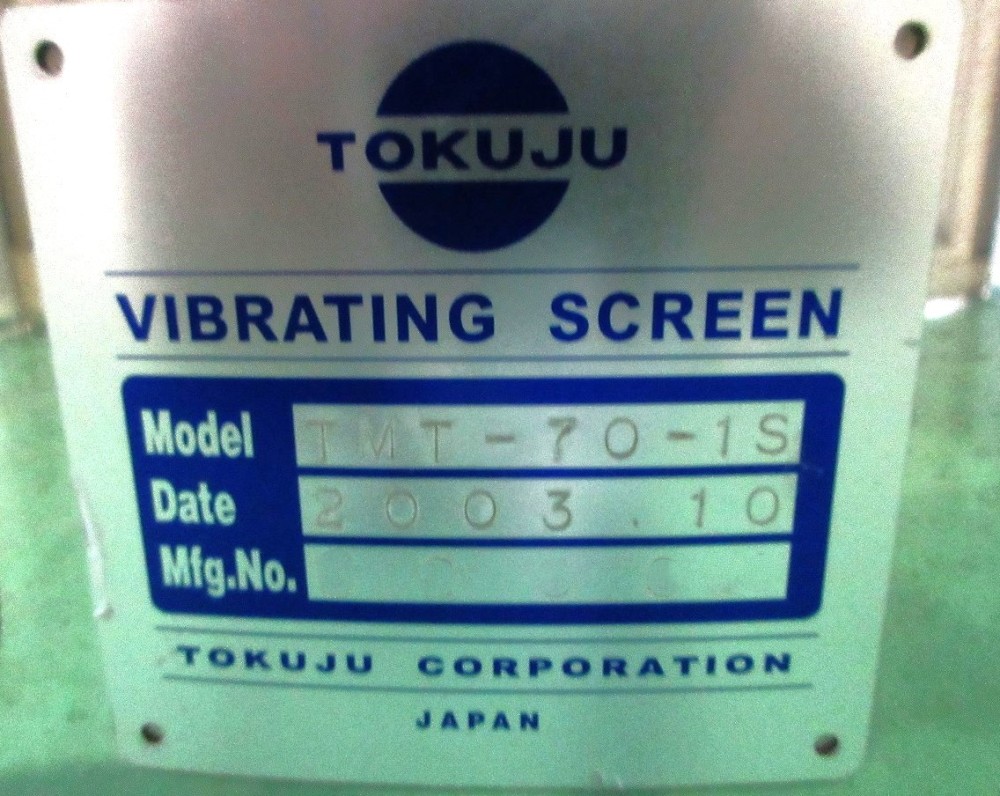 TOKUJU
VIBRATING SCREEN
Model TMT-70-1S
Date 2003.10
Mfg.No.
TOKUJU CORPORATION
JAPAN